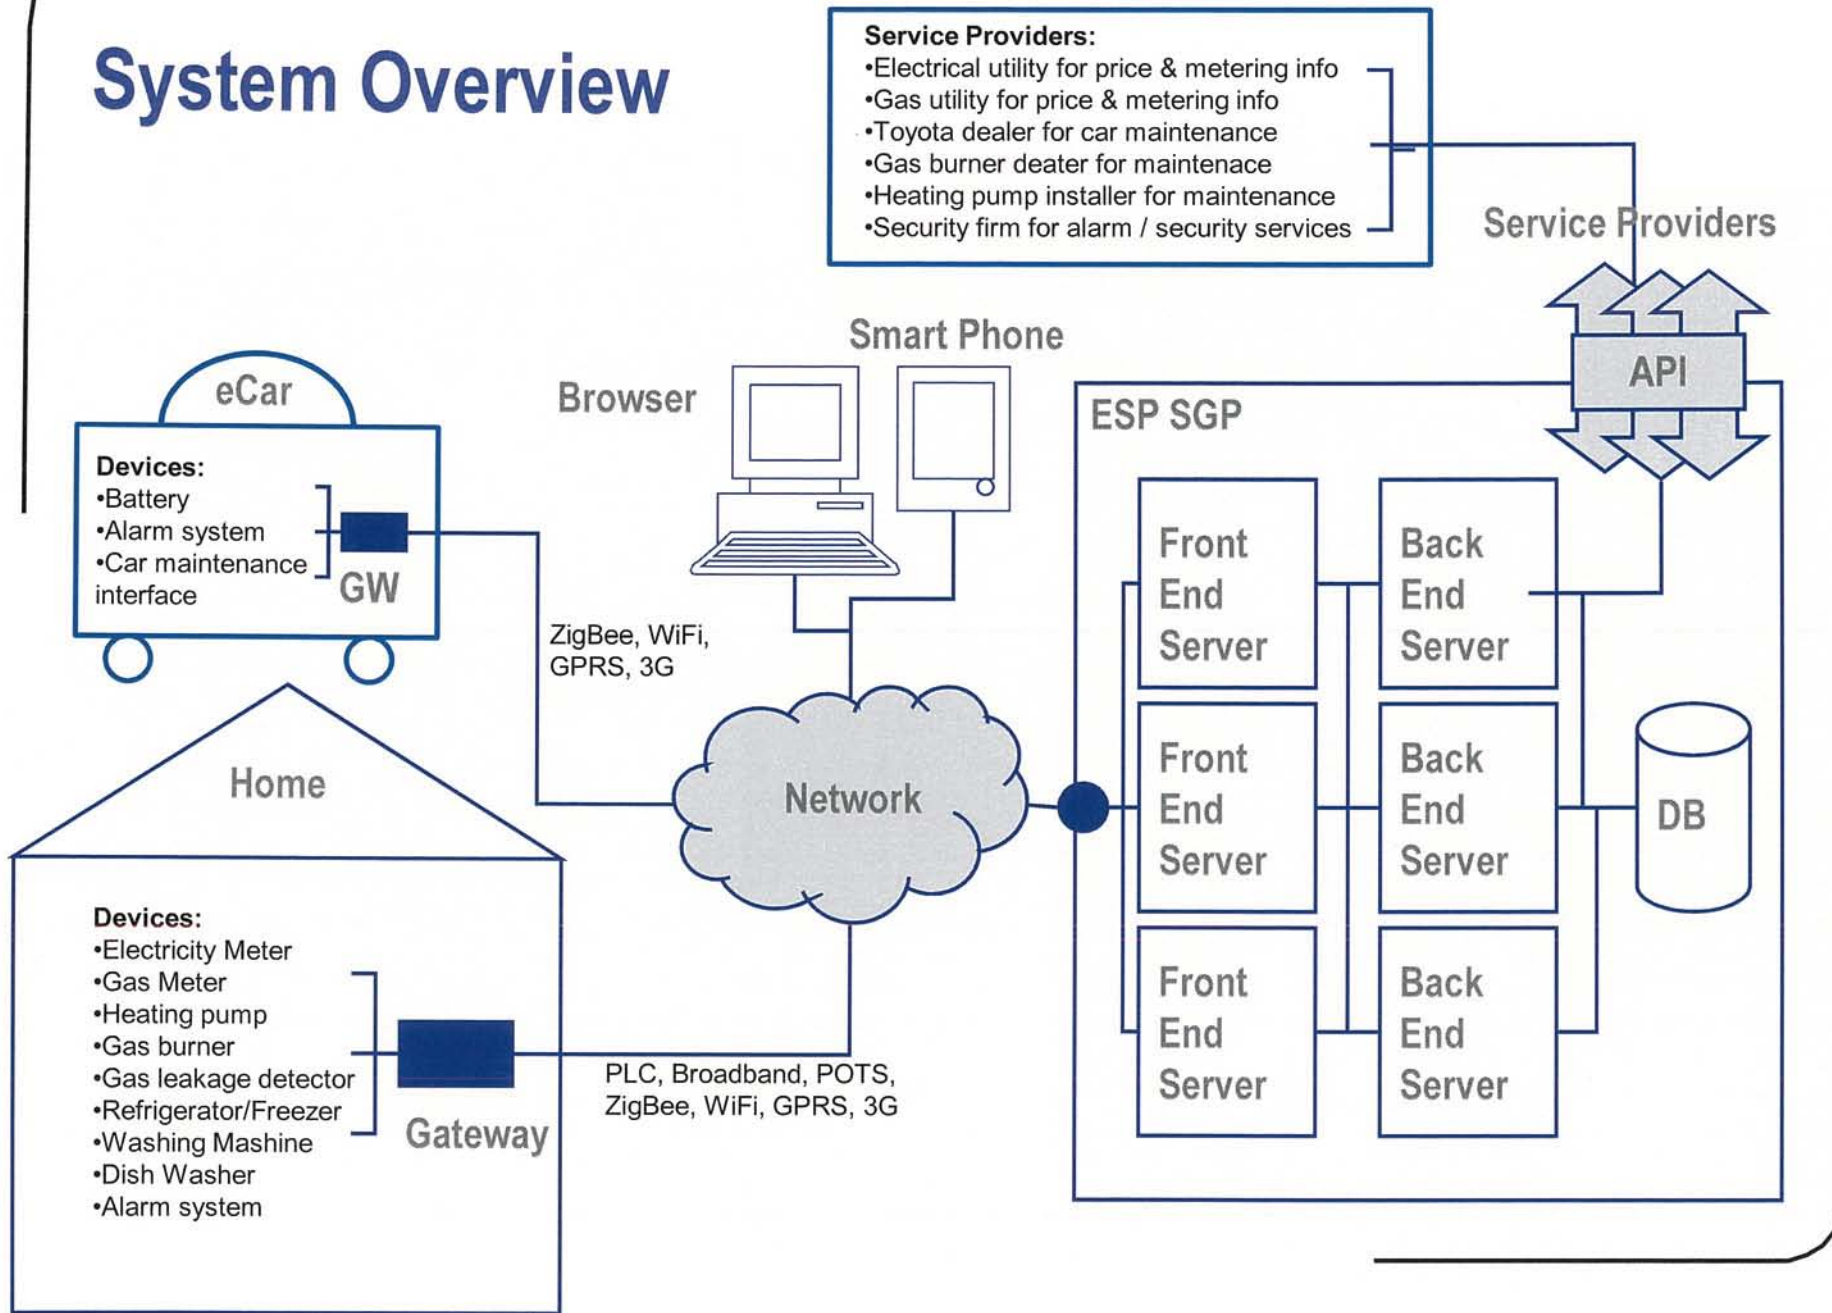 System Overview
Service Providers:
•Electrical utility for price & metering info
•Gas utility for price & metering info
•Toyota dealer for car maintenance
•Gas burner deater for maintenace
•Heating pump installer for maintenance
•Security firm for alarm / security services
Service Providers
API
Smart Phone
Browser
eCar
Devices:
•Battery
•Alarm system
•Car maintenance
interface
GW
ZigBee, WiFi,
GPRS, 3G
ESP SGP
Front
End
Server
Back
End
Server
Front
End
Server
Back
End
Server
Front
End
Server
Back
End
Server
DB
Network
Home
Devices:
•Electricity Meter
•Gas Meter
•Heating pump
•Gas burner
•Gas leakage detector
•Refrigerator/Freezer
•Washing Mashine
•Dish Washer
•Alarm system
Gateway
PLC, Broadband, POTS,
ZigBee, WiFi, GPRS, 3G